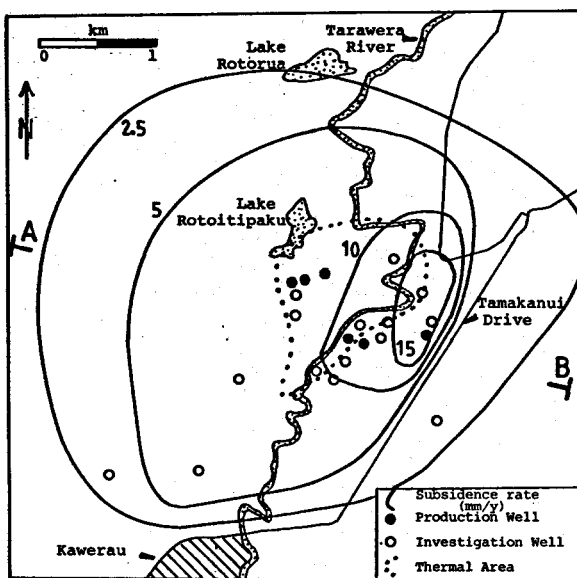 km
0 1
Lake
Rotorua
Tarawera
River
N
2.5
5
Lake
Rotoitipaku
A
10
Tamakanui
Drive
15
B
Kawerau
Subsidence rate
(mm/y)
Production Well
Investigation Well
Thermal Area